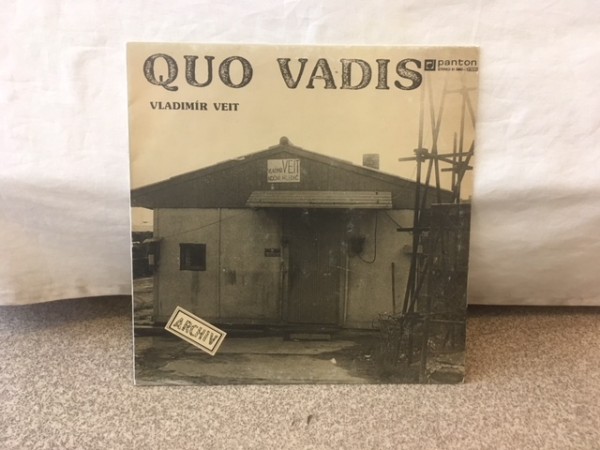 QUO VADIS
panton
VLADIMÍR VEIT
VEIT
ARCHIV